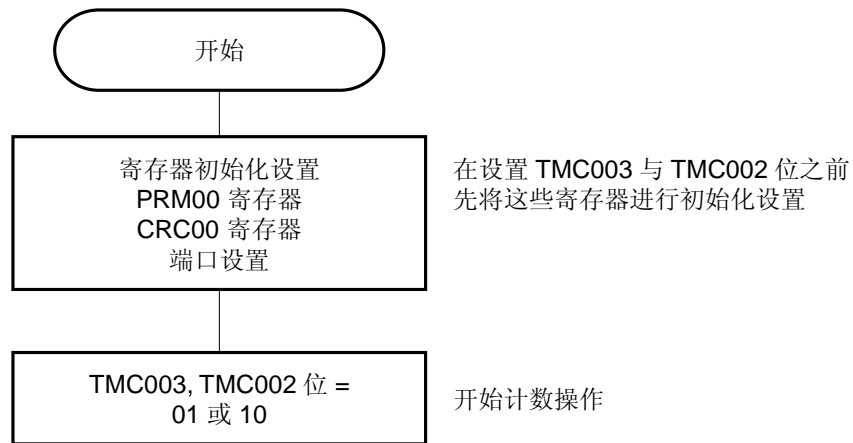 开始
寄存器初始化设置
PRM00 寄存器
CRC00 寄存器
端口设置
在设置 TMC003 与 TMC002 位之前
先将这些寄存器进行初始化设置
TMC003, TMC002 位 =
01 或 10
开始计数操作